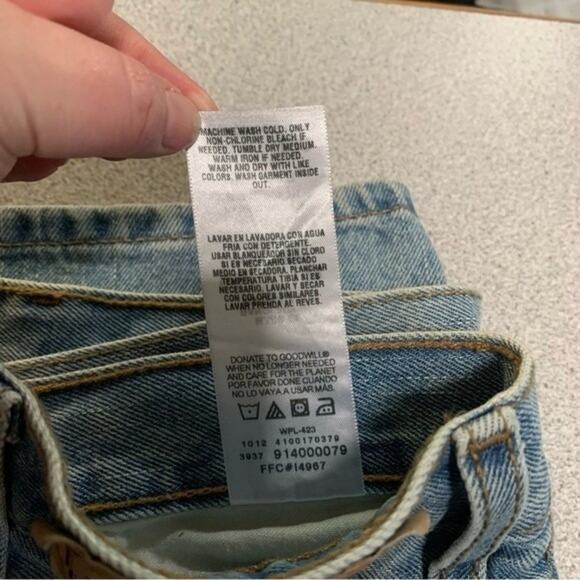 MACHINE WASH COLD. ONLY
NON-CHLORINE BLEACH IF
NEEDED. TUMBLE DRY MEDIUM.
WARM IRON IF NEEDED.
WASH AND DRY WITH LIKE
COLORS. WASH GARMENT INSIDE
OUT.
LAVAR EN LAVADORA CON AGUA
FRIA CON DETERGENTE.
USAR BLANQUEADOR SIN CLORO
SI ES NECESARIO. SECADO
MEDIO EN SECADORA. PLANCHAR
TEMPERATURA TIBIA SI ES
NECESARIO. LAVAR Y SECAR
CON COLORES SIMILARES.
LAVAR PRENDA AL REVES.
DONATE TO GOODWILL®
WHEN NO LONGER NEEDED
AND CARE FOR THE PLANET
POR FAVOR DONE CUANDO
NO LO VAYA A USAR MÁS.
WPL-423
1012 4100170379
3937 914000079
FFC#14967